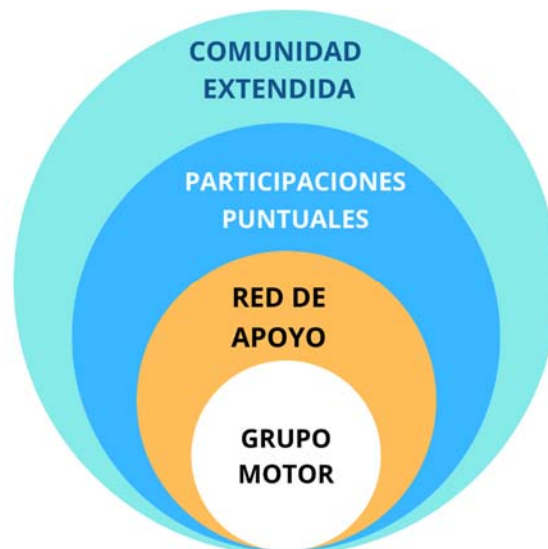 COMUNIDAD
EXTENDIDA
PARTICIPACIONES
PUNTUALES
RED DE
APOYO
GRUPO
MOTOR